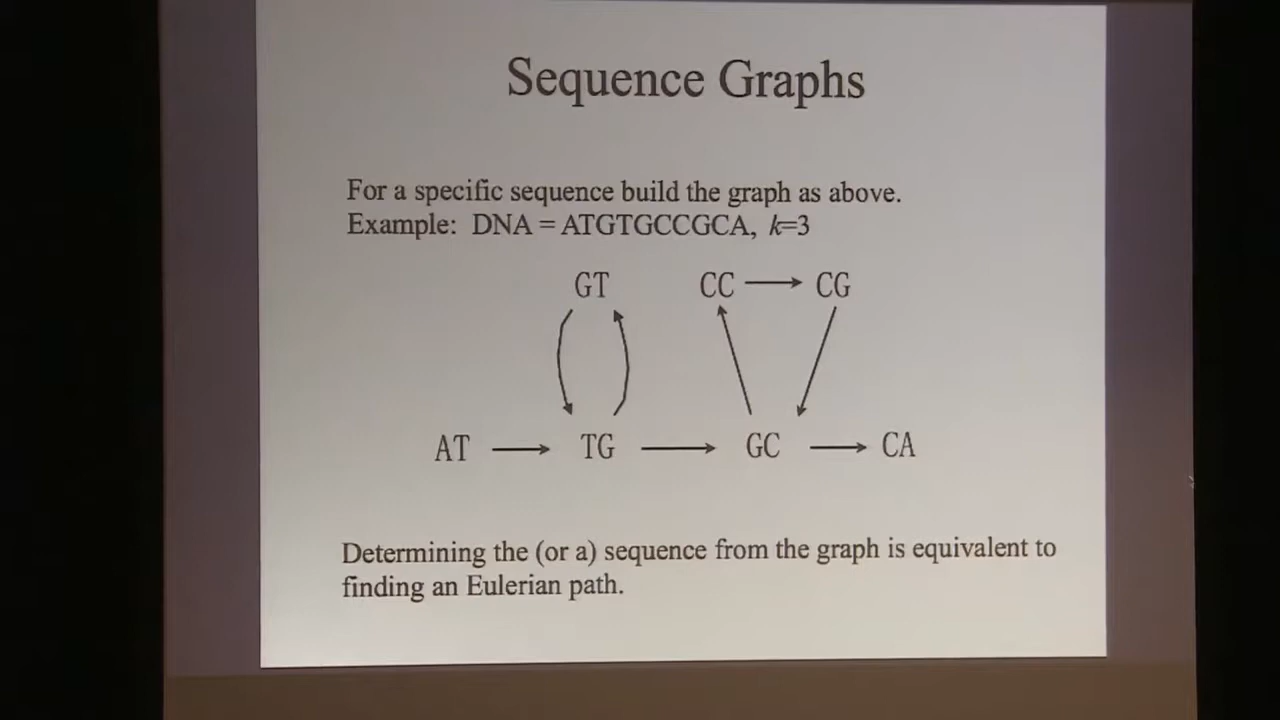 Sequence Graphs
For a specific sequence build the graph as above.
Example: DNA = ATGTGCCGCA, k=3
GT CC CG
AT TG GC CA
Determining the (or a) sequence from the graph is equivalent to
finding an Eulerian path.